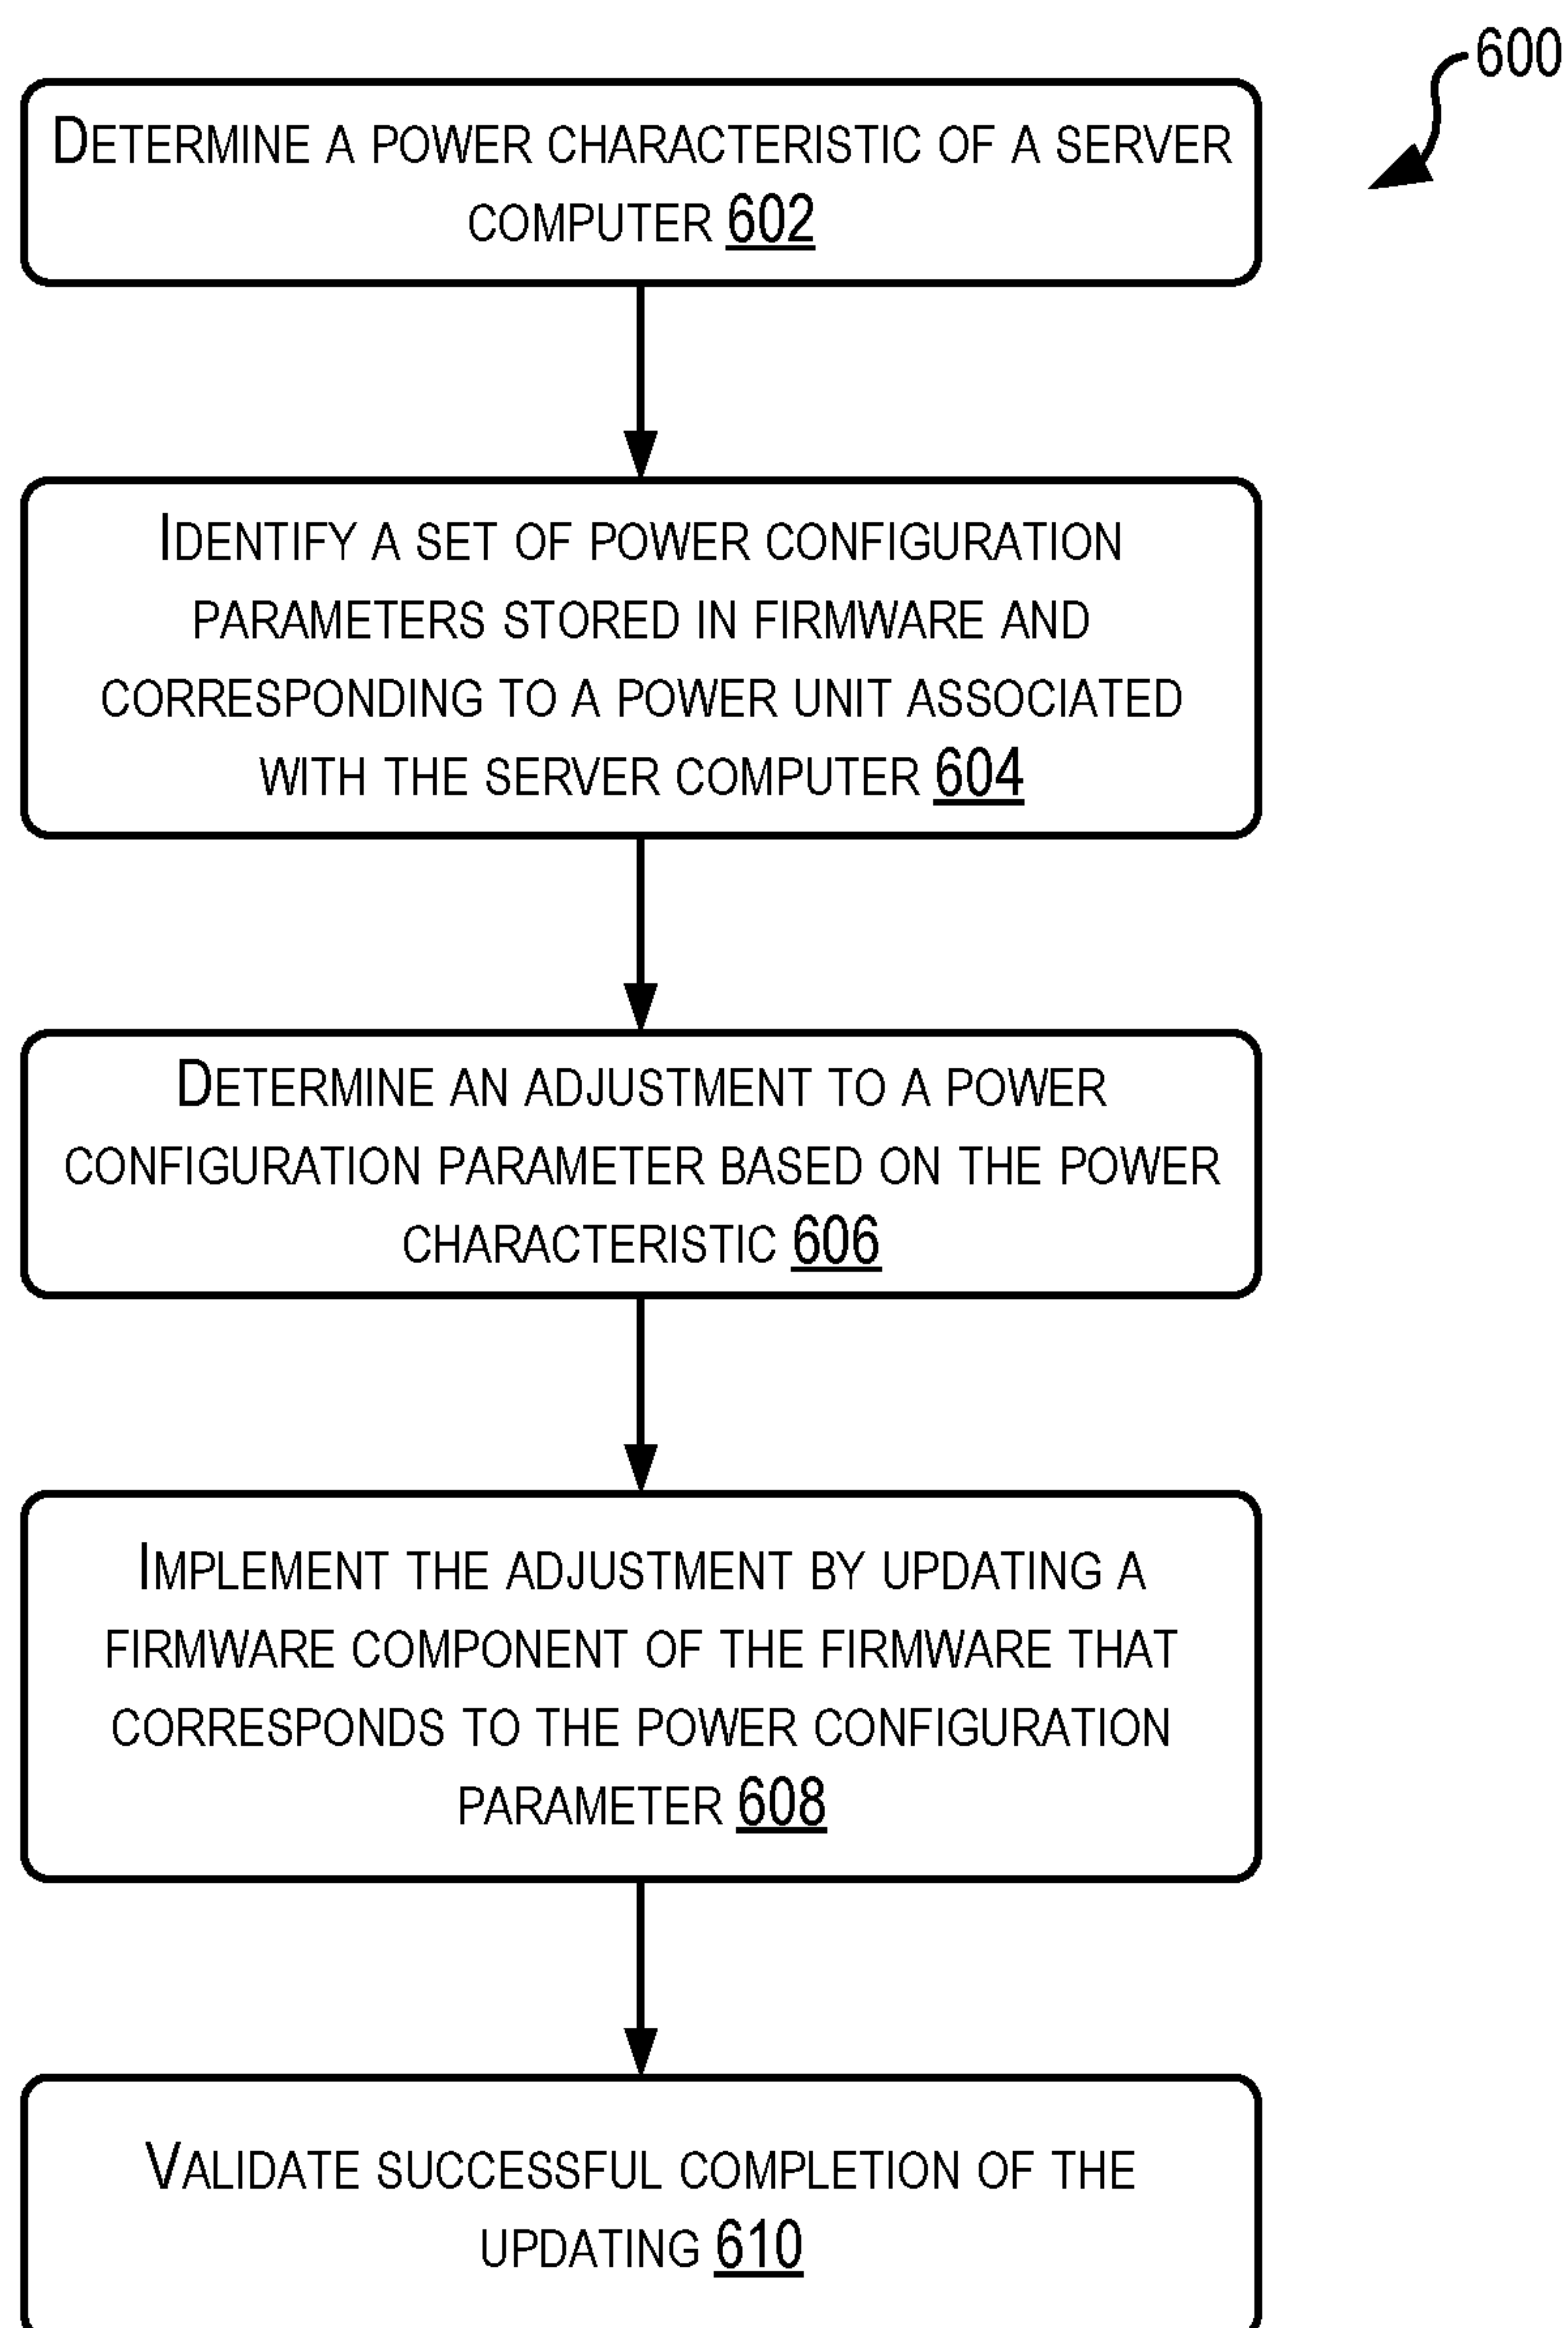 600
DETERMINE A POWER CHARACTERISTIC OF A SERVER
COMPUTER 602
IDENTIFY A SET OF POWER CONFIGURATION
PARAMETERS STORED IN FIRMWARE AND
CORRESPONDING TO A POWER UNIT ASSOCIATED
WITH THE SERVER COMPUTER 604
DETERMINE AN ADJUSTMENT TO A POWER
CONFIGURATION PARAMETER BASED ON THE POWER
CHARACTERISTIC 606
IMPLEMENT THE ADJUSTMENT BY UPDATING A
FIRMWARE COMPONENT OF THE FIRMWARE THAT
CORRESPONDS TO THE POWER CONFIGURATION
PARAMETER 608
VALIDATE SUCCESSFUL COMPLETION OF THE
UPDATING 610